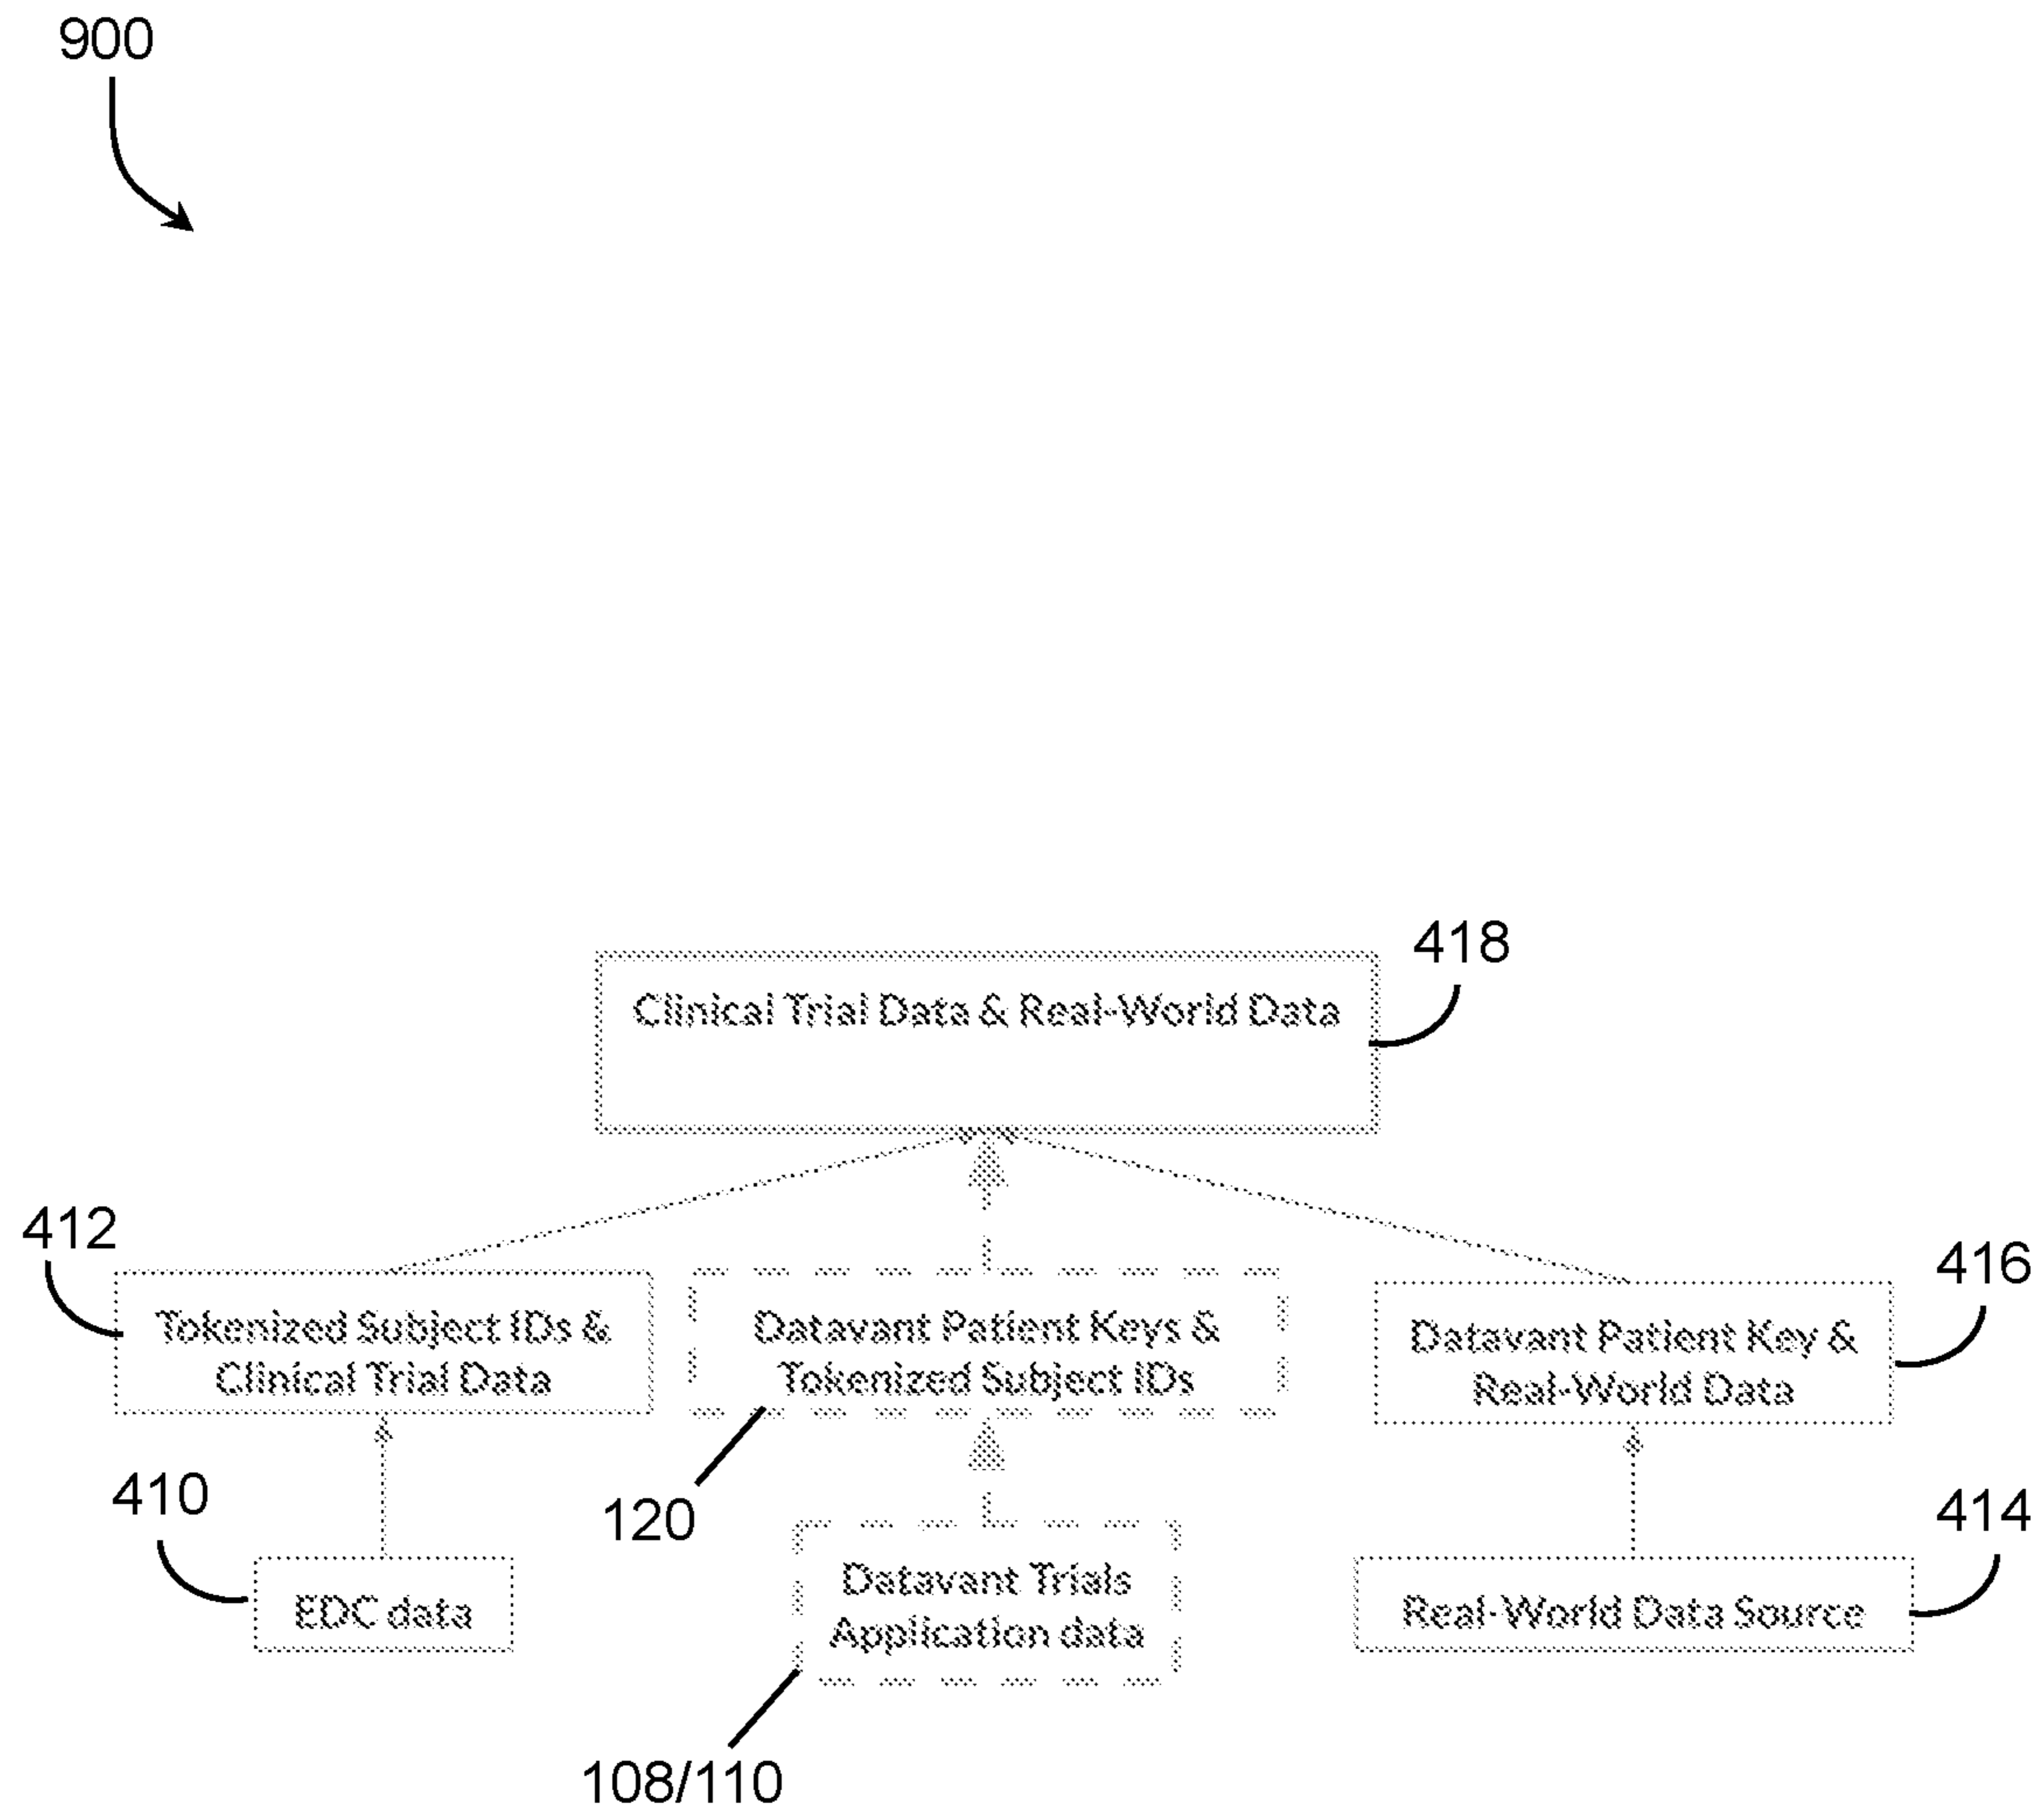 900
418
Clinical Trial Data & Real-World Data
412
416
Tokenized Subject IDs &
Clinical Trial Data
Datavant Patient Keys &
Tokenized Subject IDs
Datavant Patient Key &
Real-World Data
410
120
414
EDC data
Datavant Trials
Application data
Real-World Data Source
108/110